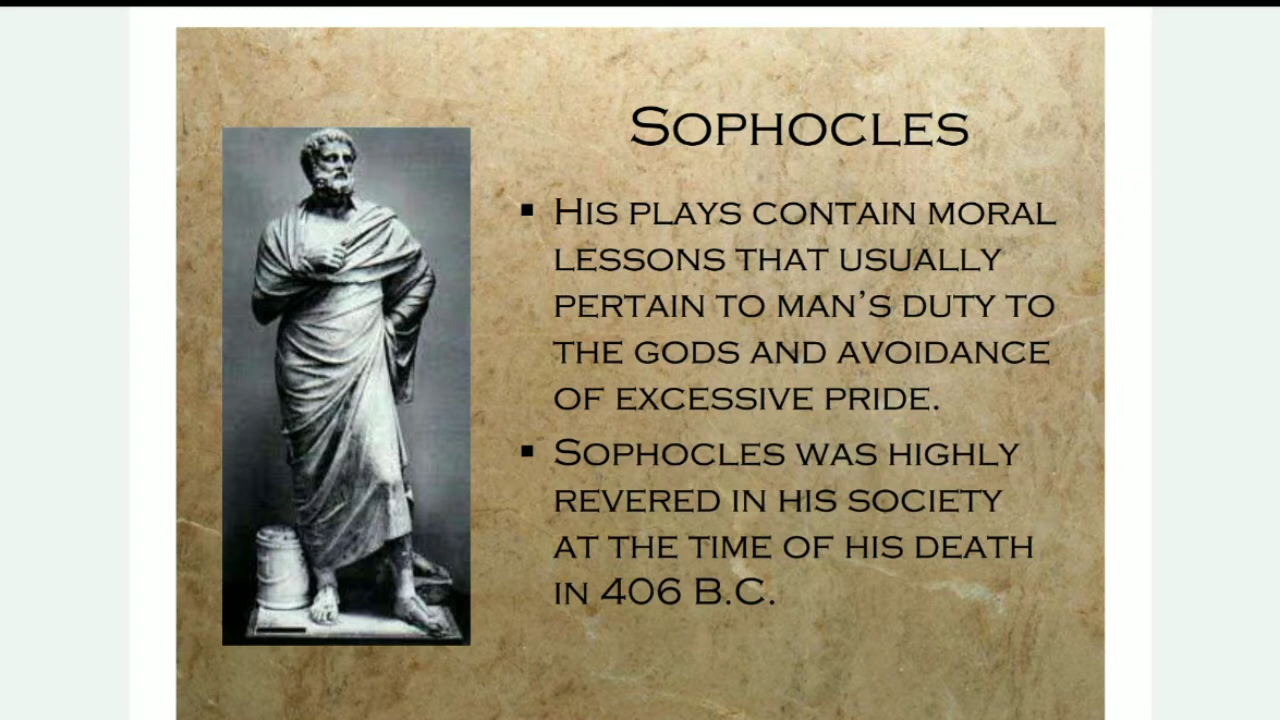 Sophocles
▪ His plays contain moral
lessons that usually
pertain to man's duty to
the gods and avoidance
of excessive pride.
▪ Sophocles was highly
revered in his society
at the time of his death
in 406 B.C.